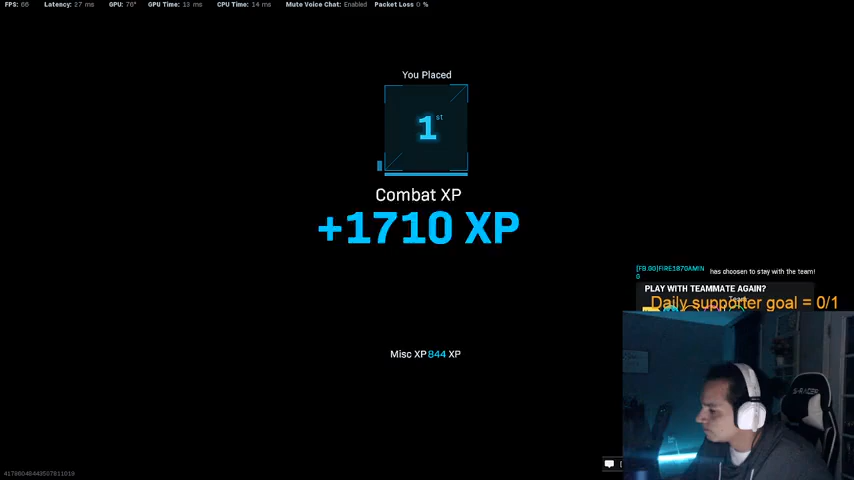 FPS: 66 Latency: 27 ms GPU: 76° GPU Time: 13 ms CPU Time: 14 ms Mute Voice Chat: Enabled Packet Loss 0 %
You Placed
1st
Combat XP
+1710 XP
[FB.GG]FIRE1870AMIN
0
has choosen to stay with the team!
PLAY WITH TEAMMATE AGAIN?
Daily supporter goal = 0/1
Misc XP 844 XP